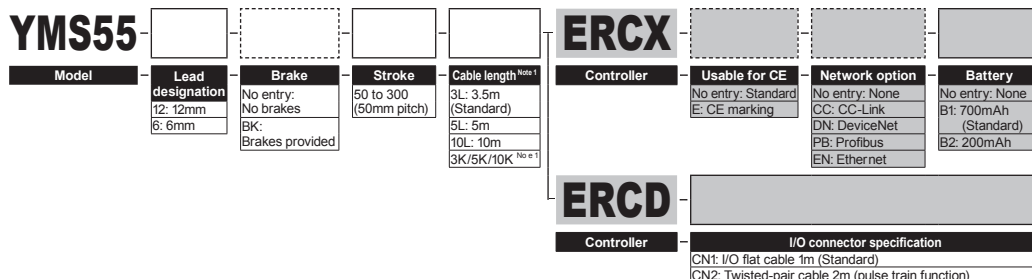 YMS55 - - - - ERCX - - -
Model - Lead designation - Brake - Stroke - Cable length Note 1
12: 12mm
6: 6mm
No entry:
No brakes
BK:
Brakes provided
50 to 300
(50mm pitch)
3L: 3.5m
(Standard)
5L: 5m
10L: 10m
3K/5K/10K No e 1
Controller - Usable for CE - Network option - Battery
No entry: Standard
E: CE marking
No entry: None
CC: CC-Link
DN: DeviceNet
PB: Profibus
EN: Ethernet
No entry: None
B1: 700mAh
(Standard)
B2: 200mAh
ERCD -
Controller - I/O connector specification
CN1: I/O flat cable 1m (Standard)
CN2: Twisted-pair cable 2m (pulse train function)